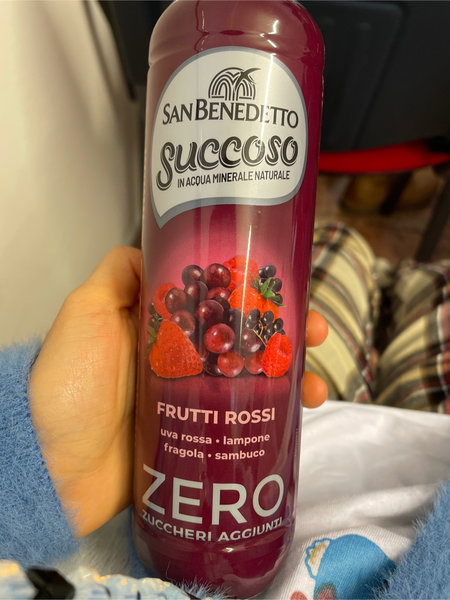 SAN BENEDETTO
Succoso
IN ACQUA MINERALE NATURALE
FRUTTI ROSSI
uva rossa • lampone
fragola • sambuco
ZERO
ZUCCHERI AGGIUNTI